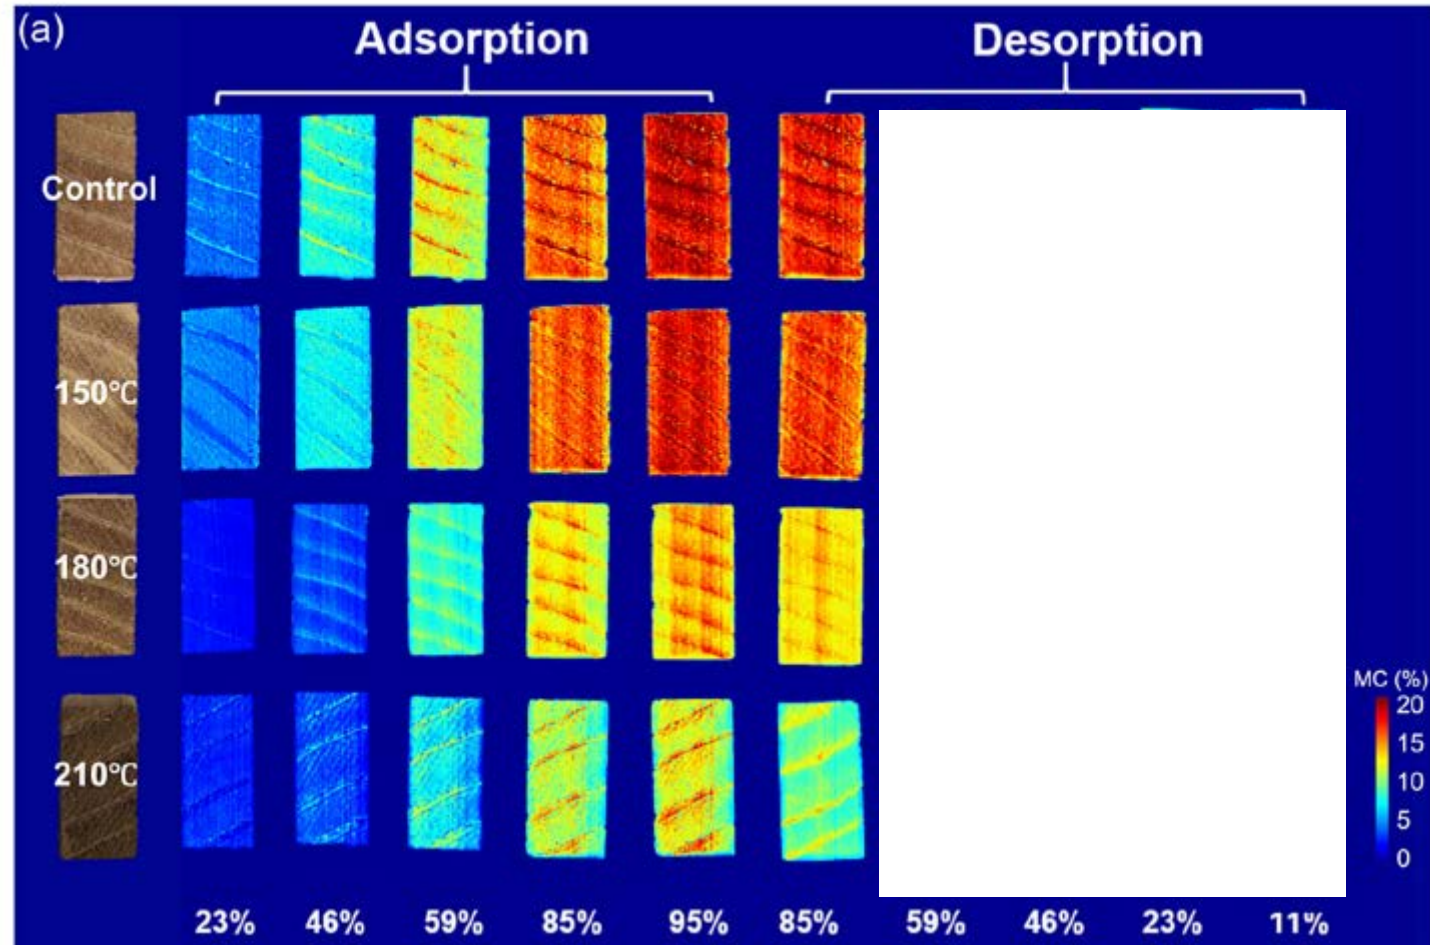 (a)
Adsorption
Desorption
Control
150℃
180℃
210℃
MC (%)
20
15
10
5
0
23% 46% 59% 85% 95% 85% 59% 46% 23% 11%